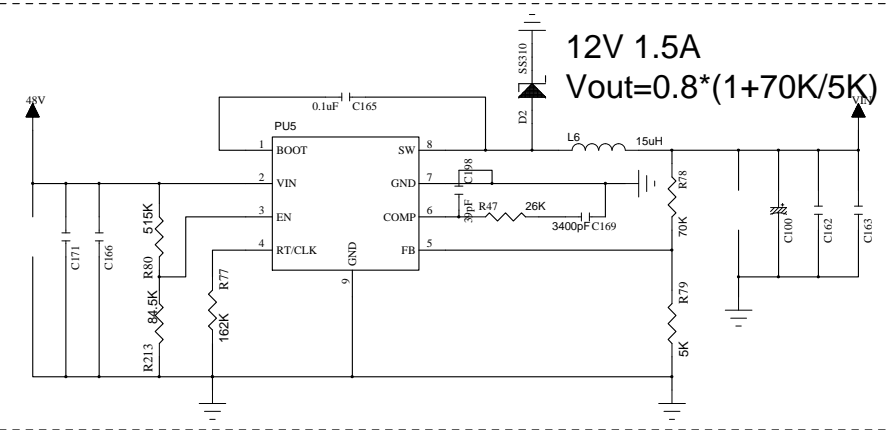 12V 1.5A
Vout=0.8*(1+70K/5K)
SS310
D2
48V
VIN
0.1uF
C165
PU5
L6
15uH
1
BOOT
SW
8
2
VIN
GND
7
3
EN
COMP
6
4
RT/CLK
FB
5
GND
9
C198
39pF
R47
26K
3400pF
C169
R78
70K
515K
R80
C171
C166
R77
162K
84.5K
R213
R79
5K
C100
C162
C163